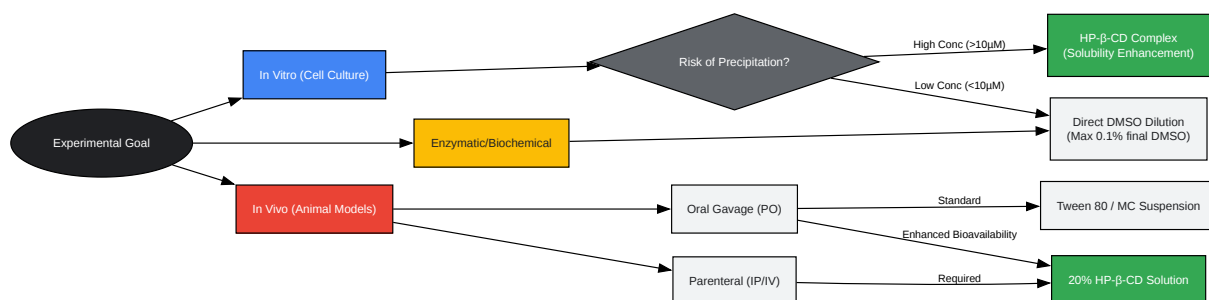 Experimental Goal
In Vitro (Cell Culture)
Enzymatic/Biochemical
In Vivo (Animal Models)
Risk of Precipitation?
Oral Gavage (PO)
Parenteral (IP/IV)
High Conc (>10µM)
Low Conc (<10µM)
Standard
Enhanced Bioavailability
Required
HP-β-CD Complex
(Solubility Enhancement)
Direct DMSO Dilution
(Max 0.1% final DMSO)
Tween 80 / MC Suspension
20% HP-β-CD Solution